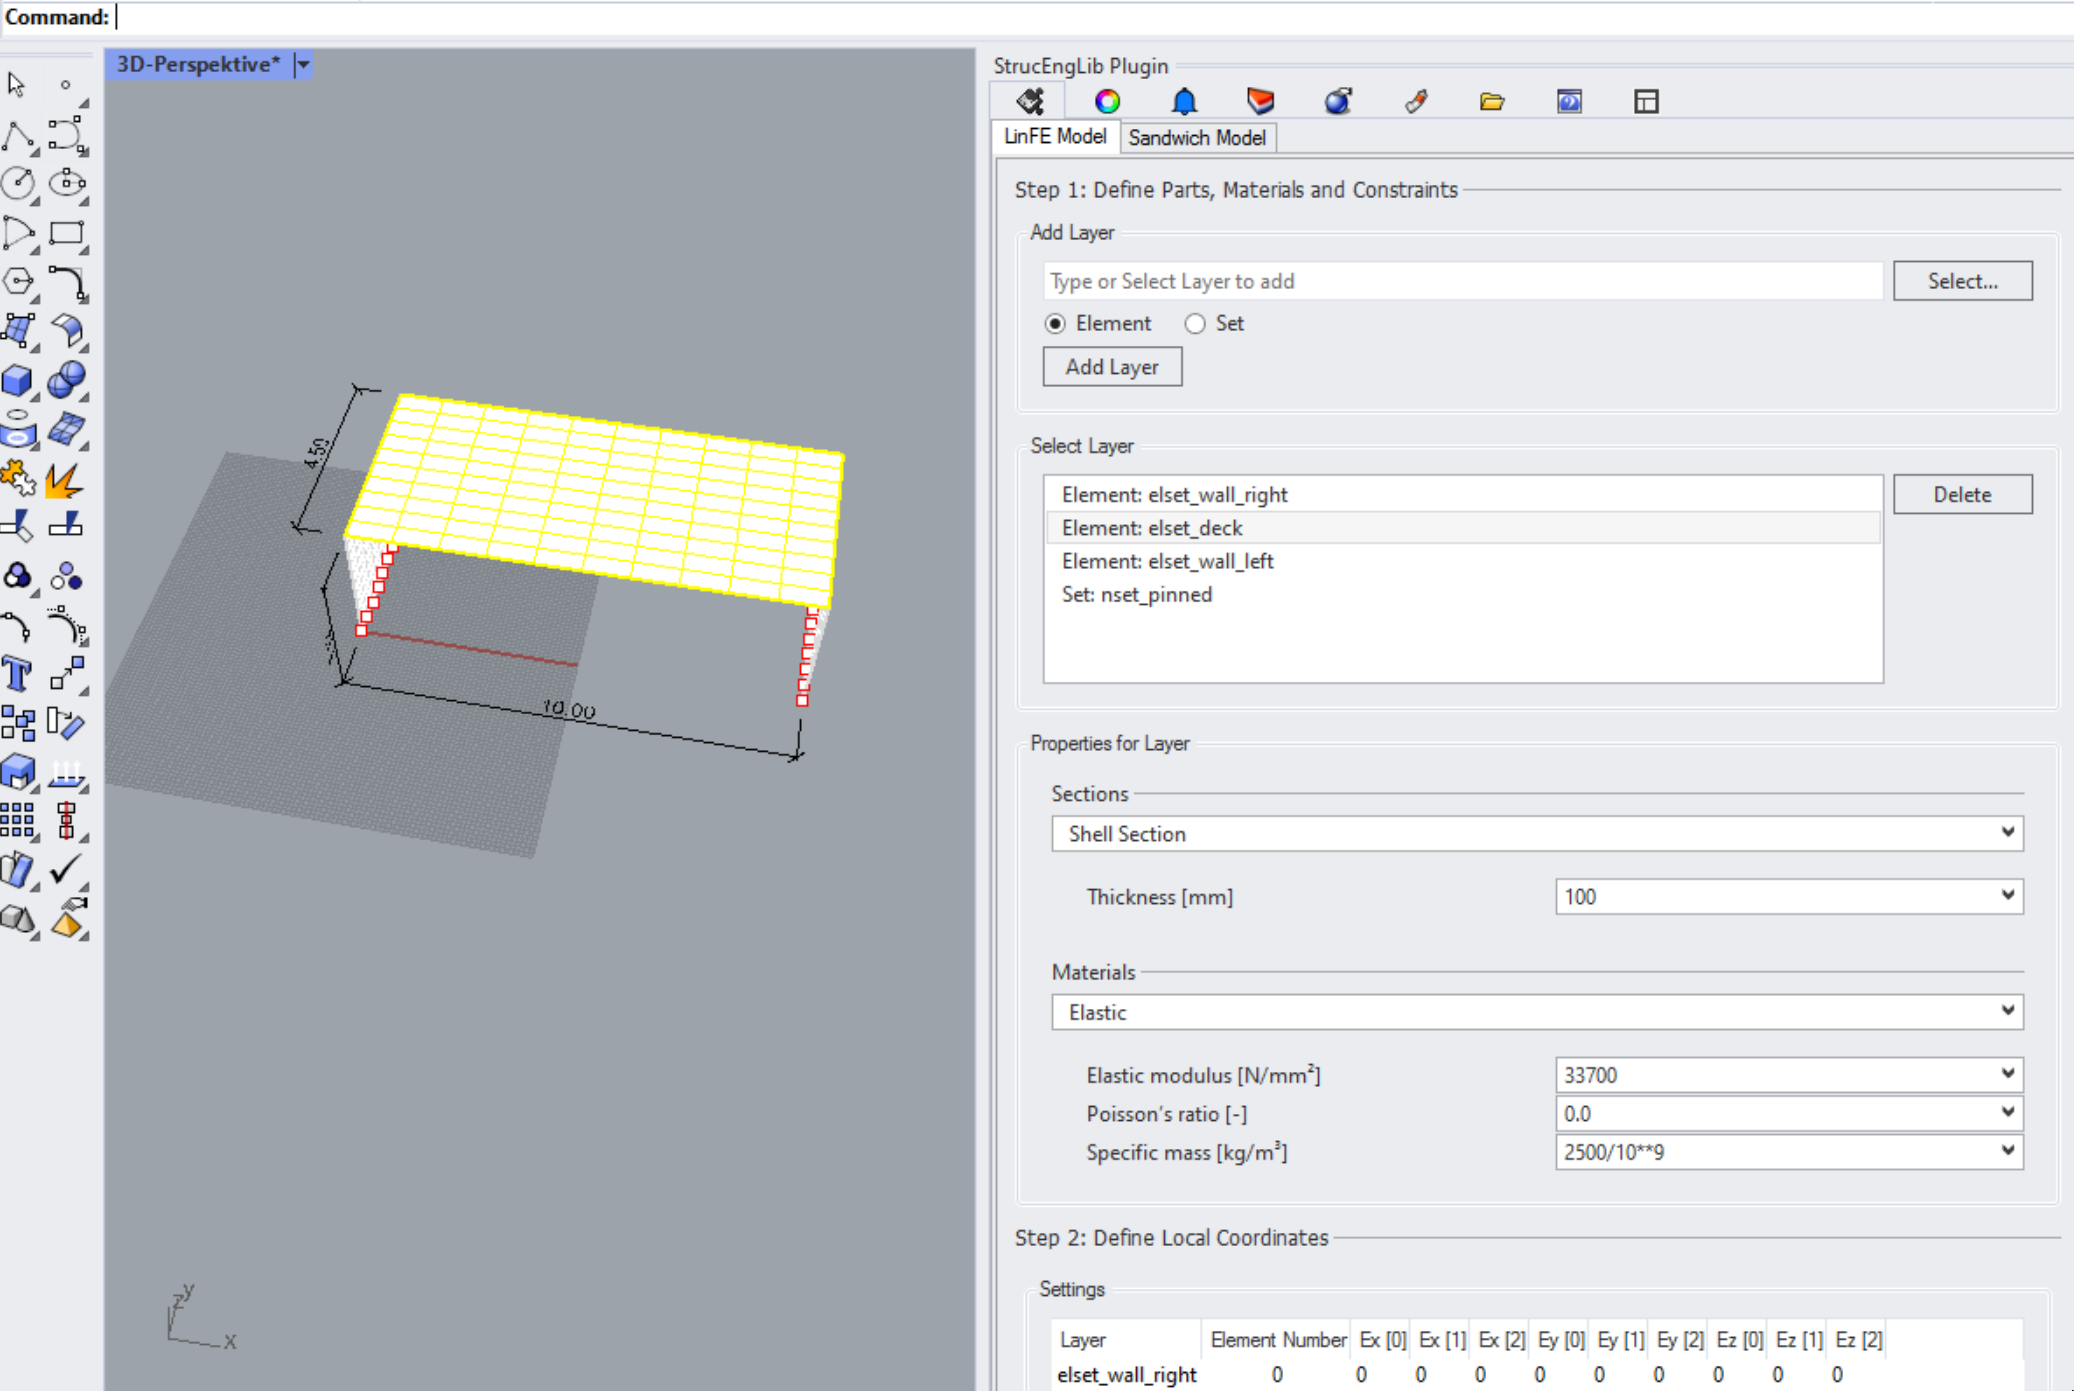 Command:
3D-Perspektive*
4.50
10.00
y
z
x
StrucEngLib Plugin
LinFE Model
Sandwich Model
Step 1: Define Parts, Materials and Constraints
Add Layer
Type or Select Layer to add
Select...
Element
Set
Add Layer
Select Layer
Element: elset_wall_right
Delete
Element: elset_deck
Element: elset_wall_left
Set: nset_pinned
Properties for Layer
Sections
Shell Section
Thickness [mm]
100
Materials
Elastic
Elastic modulus [N/mm²]
33700
Poisson's ratio [-]
0.0
Specific mass [kg/m³]
2500/10**9
Step 2: Define Local Coordinates
Settings
Layer Element Number Ex [0] Ex [1] Ex [2] Ey [0] Ey [1] Ey [2] Ez [0] Ez [1] Ez [2]
elset_wall_right 0 0 0 0 0 0 0 0 0 0